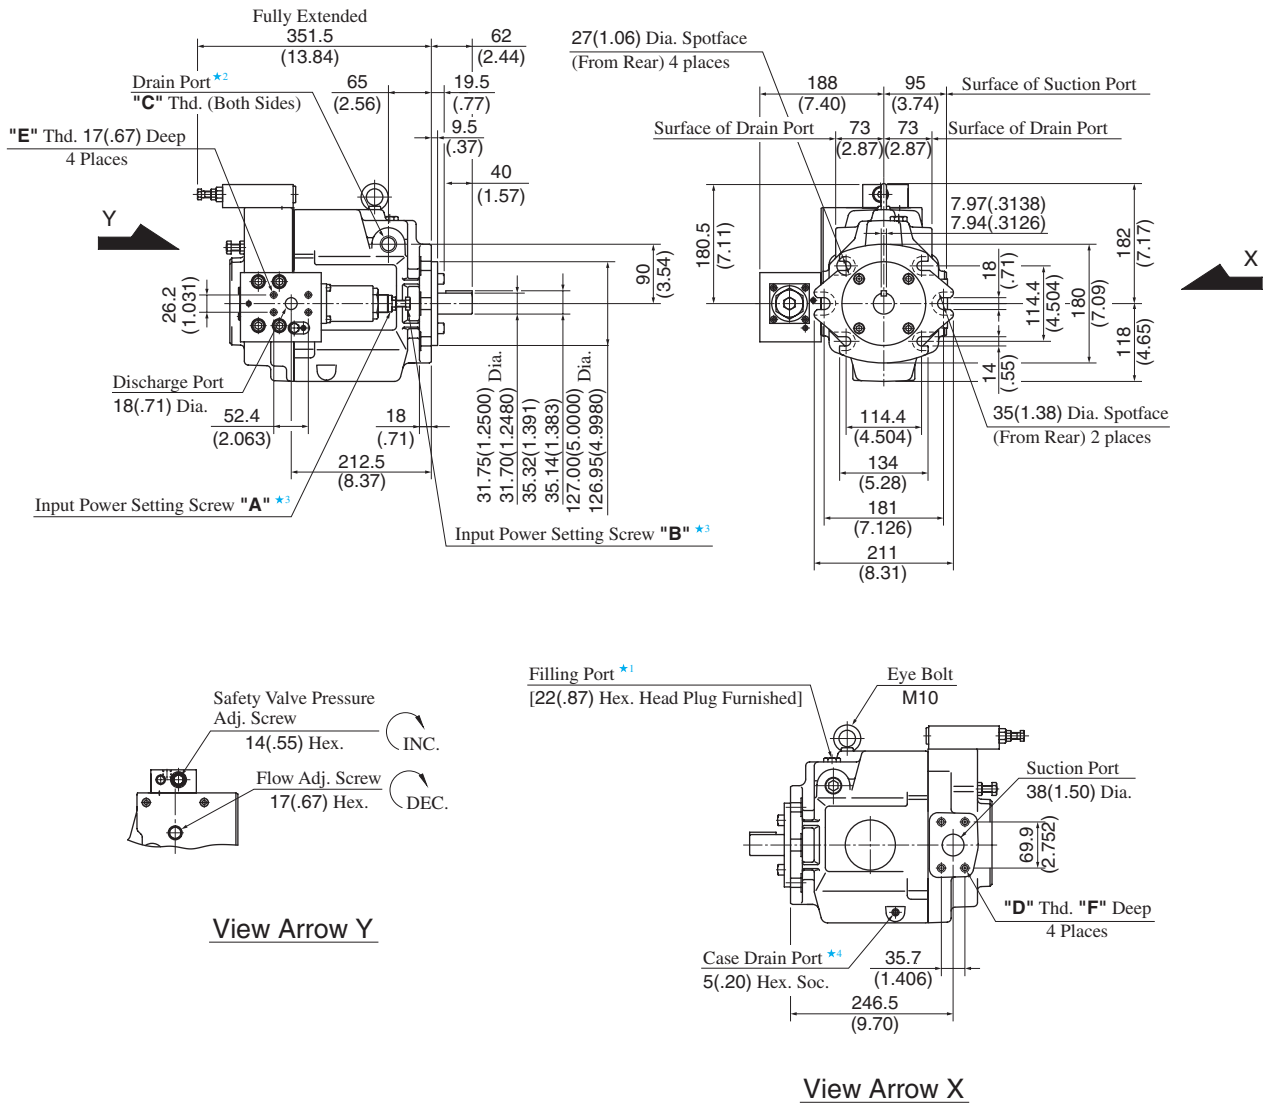 Fully Extended
351.5
(13.84)
62
(2.44)
Drain Port★2
"C" Thd. (Both Sides)
65
(2.56)
19.5
(.77)
"E" Thd. 17(.67) Deep
4 Places
9.5
(.37)
40
(1.57)
Y
26.2
(1.031)
90
(3.54)
Discharge Port
18(.71) Dia.
52.4
(2.063)
18
(.71)
212.5
(8.37)
31.75(1.2500)
31.70(1.2480)
Dia.
35.32(1.391)
35.14(1.383)
127.00(5.0000)
126.95(4.9980)
Dia.
Input Power Setting Screw "A" ★3
Input Power Setting Screw "B" ★3
27(1.06) Dia. Spotface
(From Rear) 4 places
188
(7.40)
95
(3.74)
Surface of Suction Port
Surface of Drain Port
73
(2.87)
73
(2.87)
Surface of Drain Port
7.97(.3138)
7.94(.3126)
180.5
(7.11)
182
(7.17)
18
(.71)
114.4
(4.504)
180
(7.09)
118
(4.65)
14
(.55)
X
114.4
(4.504)
35(1.38) Dia. Spotface
(From Rear) 2 places
134
(5.28)
181
(7.126)
211
(8.31)
Safety Valve Pressure
Adj. Screw
14(.55) Hex.
INC.
Flow Adj. Screw
17(.67) Hex.
DEC.
View Arrow Y
Filling Port ★1
[22(.87) Hex. Head Plug Furnished]
Eye Bolt
M10
Suction Port
38(1.50) Dia.
69.9
(2.752)
"D" Thd. "F" Deep
4 Places
Case Drain Port ★4
5(.20) Hex. Soc.
35.7
(1.406)
246.5
(9.70)
View Arrow X